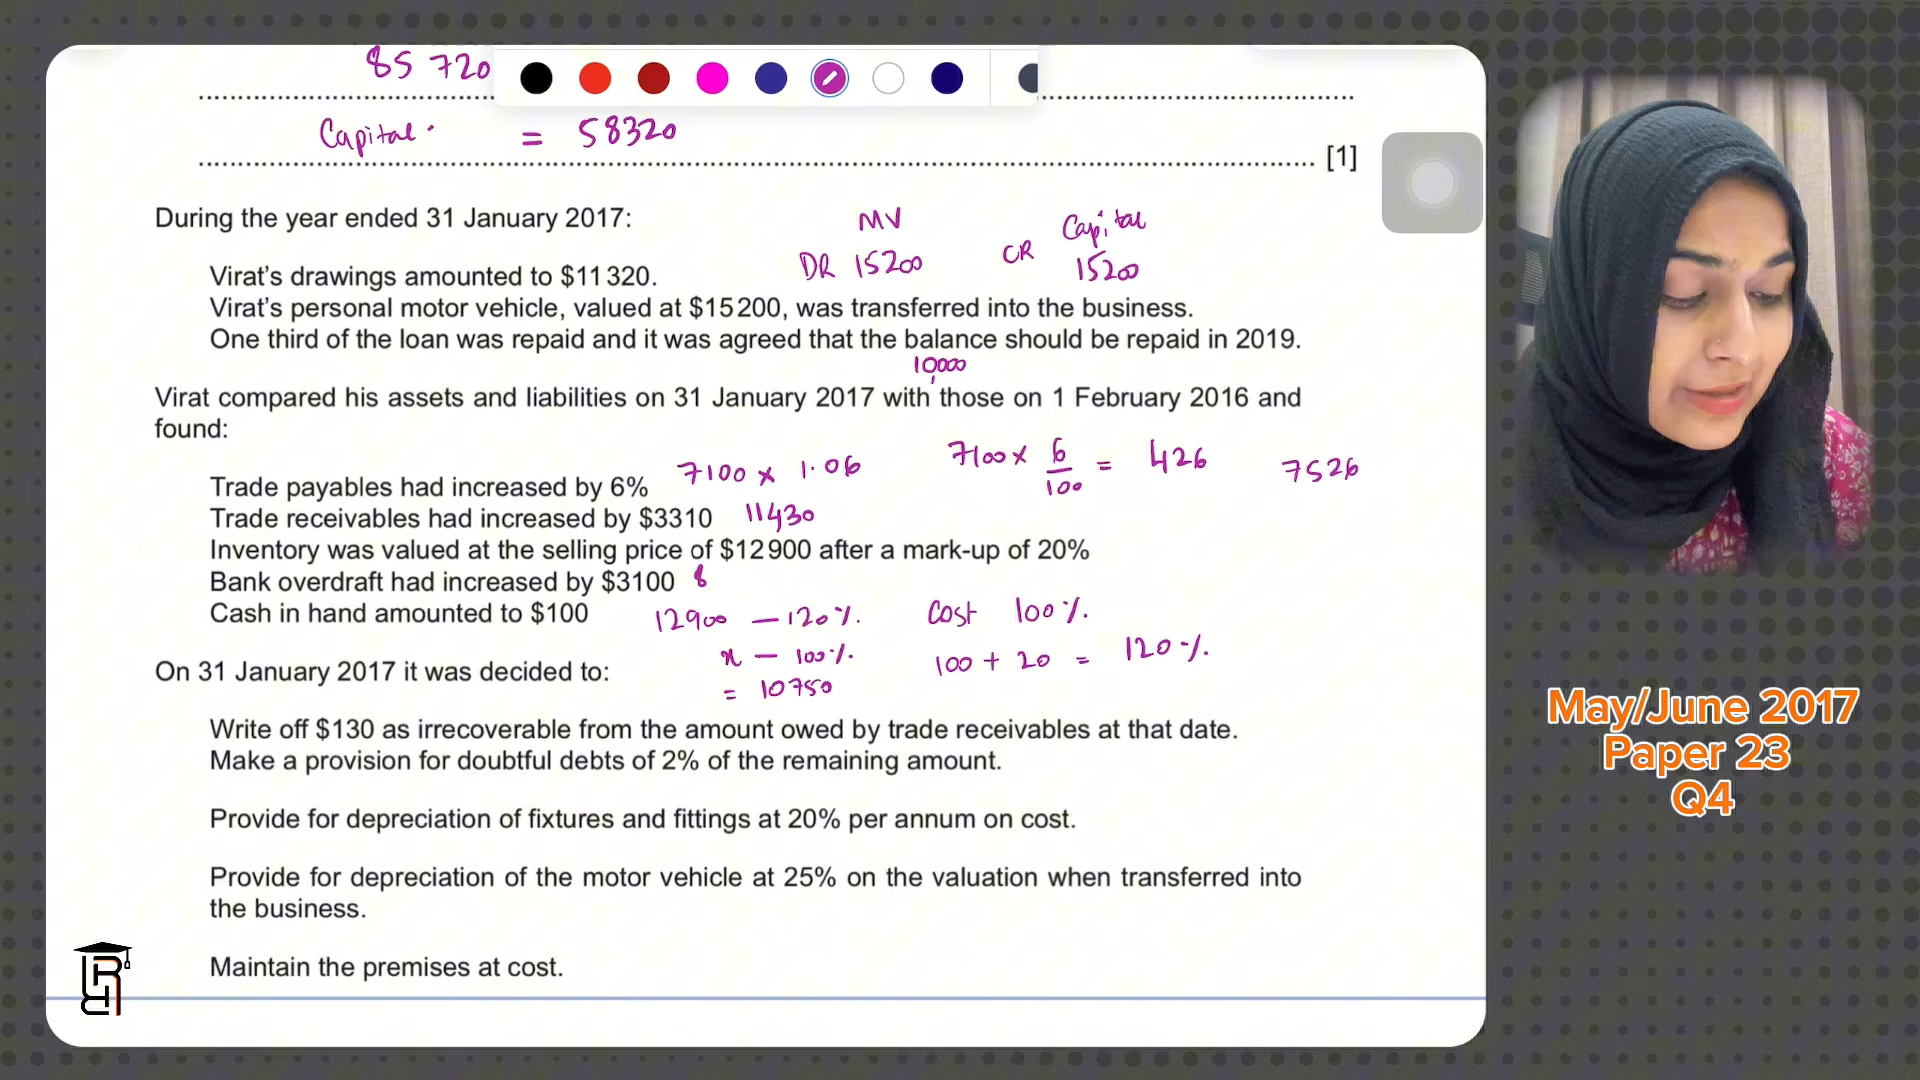 85 720
Capital. = 58320
[1]
During the year ended 31 January 2017:
MV
Capital
DR 15200 CR 15200
Virat's drawings amounted to $11 320.
Virat's personal motor vehicle, valued at $15 200, was transferred into the business.
One third of the loan was repaid and it was agreed that the balance should be repaid in 2019.
10000
Virat compared his assets and liabilities on 31 January 2017 with those on 1 February 2016 and
found:
7100 x 1.06 7100 x 6/100 = 426 7526
Trade payables had increased by 6%
Trade receivables had increased by $3310 11430
Inventory was valued at the selling price of $12 900 after a mark-up of 20%
Bank overdraft had increased by $3100 8
Cash in hand amounted to $100
12900 – 120%. Cost 100%.
x – 100%. 100 + 20 = 120%.
= 10750
On 31 January 2017 it was decided to:
Write off $130 as irrecoverable from the amount owed by trade receivables at that date.
Make a provision for doubtful debts of 2% of the remaining amount.
Provide for depreciation of fixtures and fittings at 20% per annum on cost.
Provide for depreciation of the motor vehicle at 25% on the valuation when transferred into
the business.
Maintain the premises at cost.
May/June 2017
Paper 23
Q4